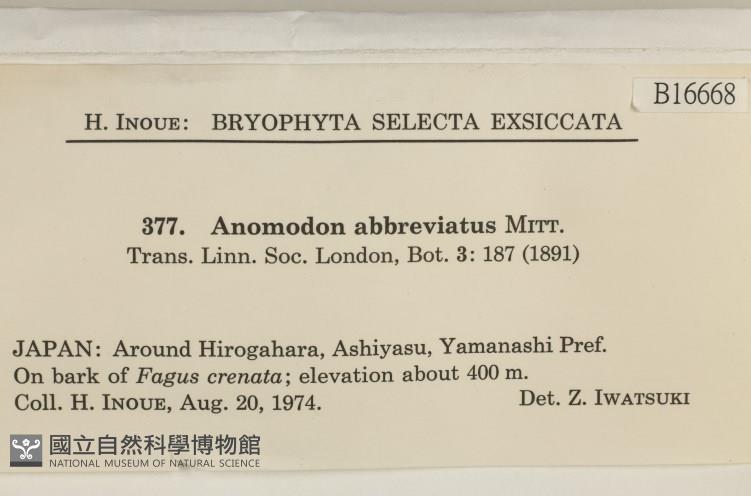 B16668
H. INOUE: BRYOPHYTA SELECTA EXSICCATA
377. Anomodon abbreviatus MITT.
Trans. Linn. Soc. London, Bot. 3: 187 (1891)
JAPAN: Around Hirogahara, Ashiyasu, Yamanashi Pref.
On bark of Fagus crenata; elevation about 400 m.
Coll. H. INOUE, Aug. 20, 1974. Det. Z. IWATSUKI
國立自然科學博物館
NATIONAL MUSEUM OF NATURAL SCIENCE